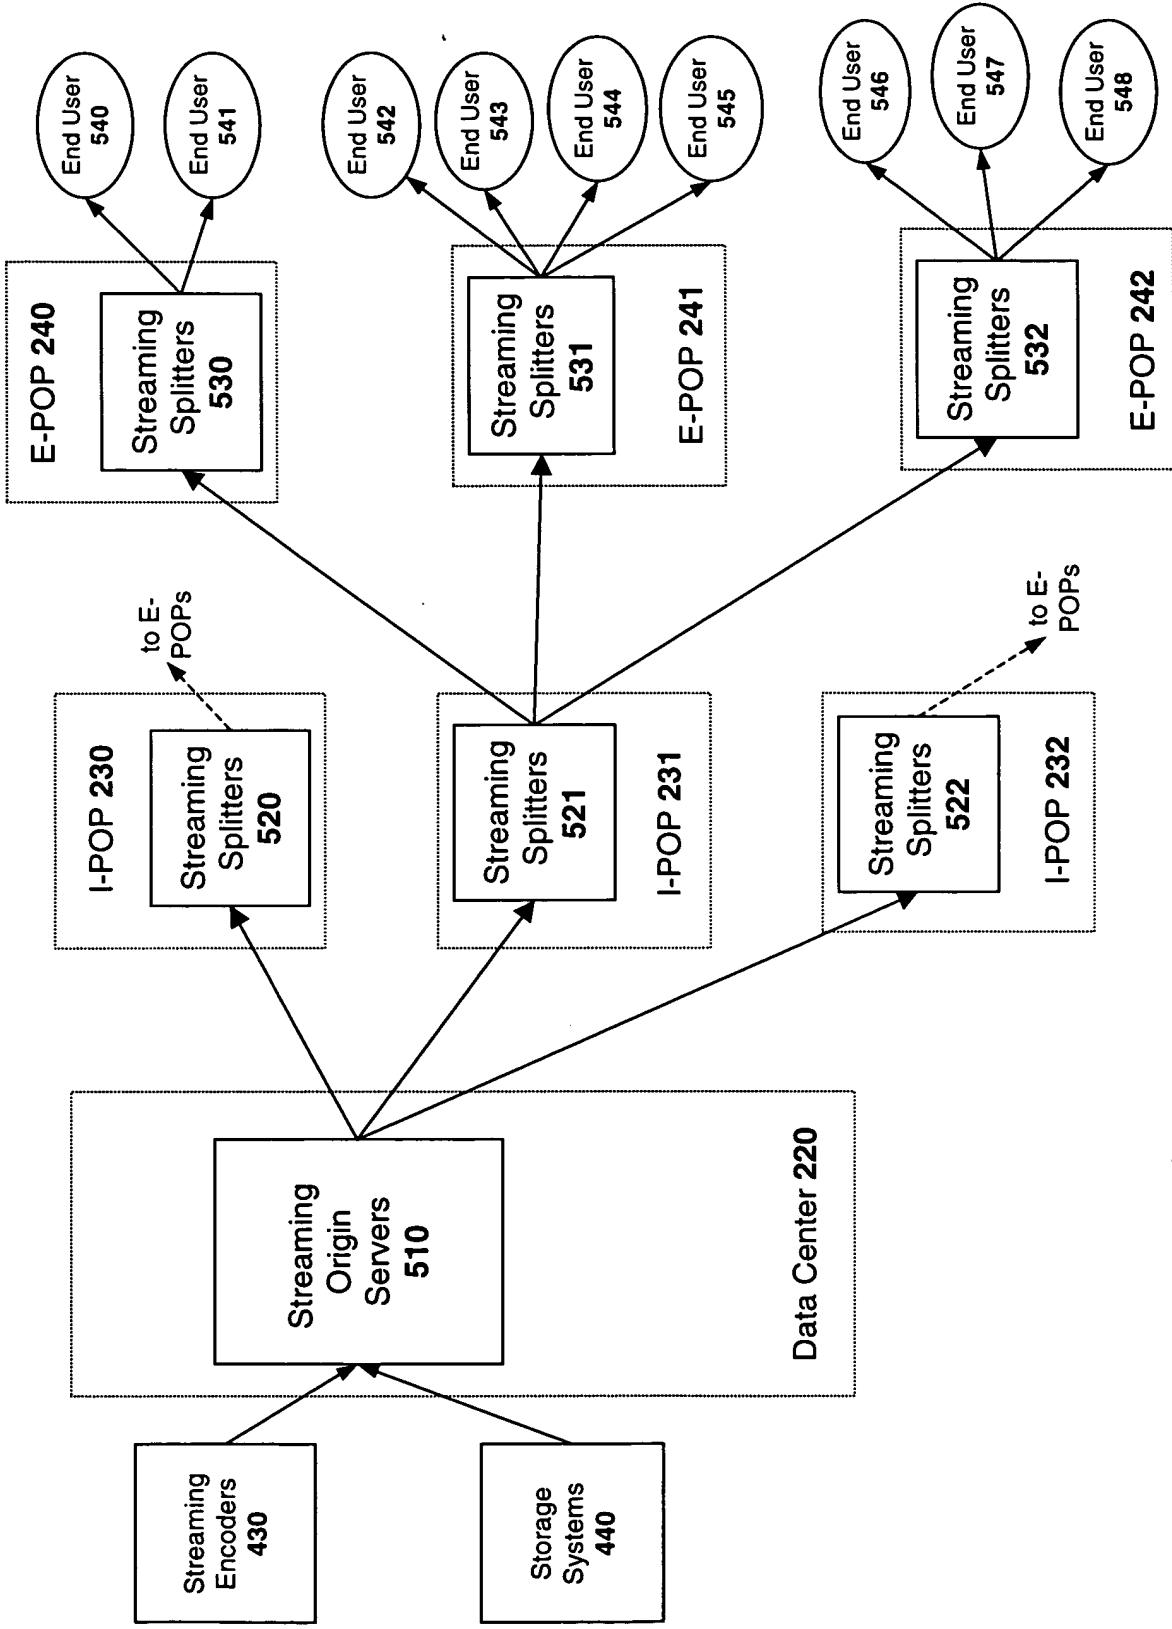 Streaming
Encoders
430
Storage
Systems
440
Streaming
Origin
Servers
510
Data Center 220
I-POP 230
Streaming
Splitters
520
to E-
POPs
Streaming
Splitters
521
I-POP 231
Streaming
Splitters
522
I-POP 232
to E-
POPs
E-POP 240
Streaming
Splitters
530
Streaming
Splitters
531
E-POP 241
Streaming
Splitters
532
E-POP 242
End User
540
End User
541
End User
542
End User
543
End User
544
End User
545
End User
546
End User
547
End User
548